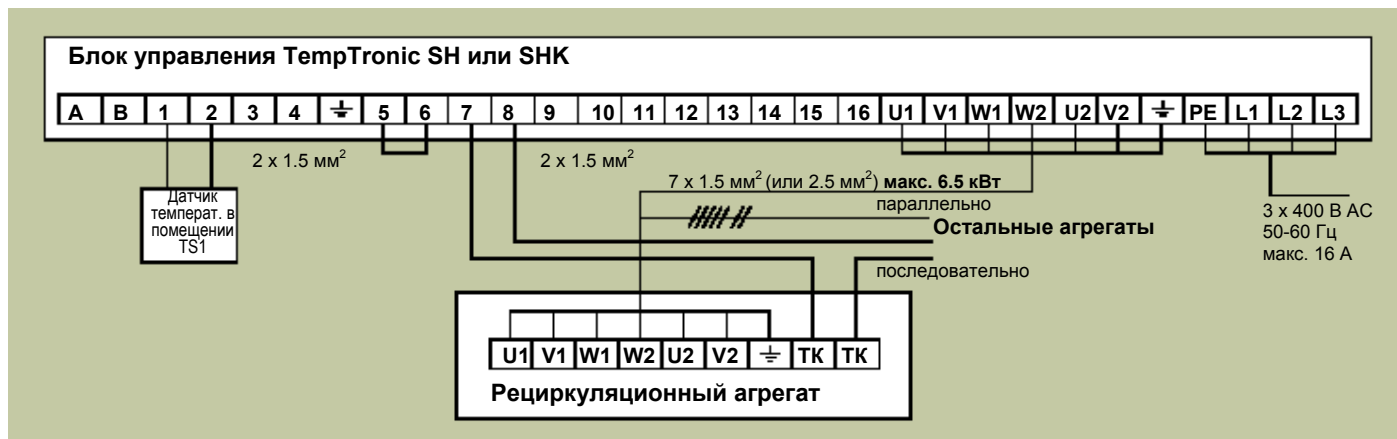 Блок управления TempTronic SH или SHK
A B 1 2 3 4 5 6 7 8 9 10 11 12 13 14 15 16 U1 V1 W1 W2 U2 V2 PE L1 L2 L3
2 x 1.5 мм² 2 x 1.5 мм²
7 x 1.5 мм² (или 2.5 мм²) макс. 6.5 кВт
параллельно
Датчик
температ. в
помещении
TS1
Остальные агрегаты
3 x 400 В AC
50-60 Гц
макс. 16 А
последовательно
U1 V1 W1 W2 U2 V2 ТК ТК
Рециркуляционный агрегат